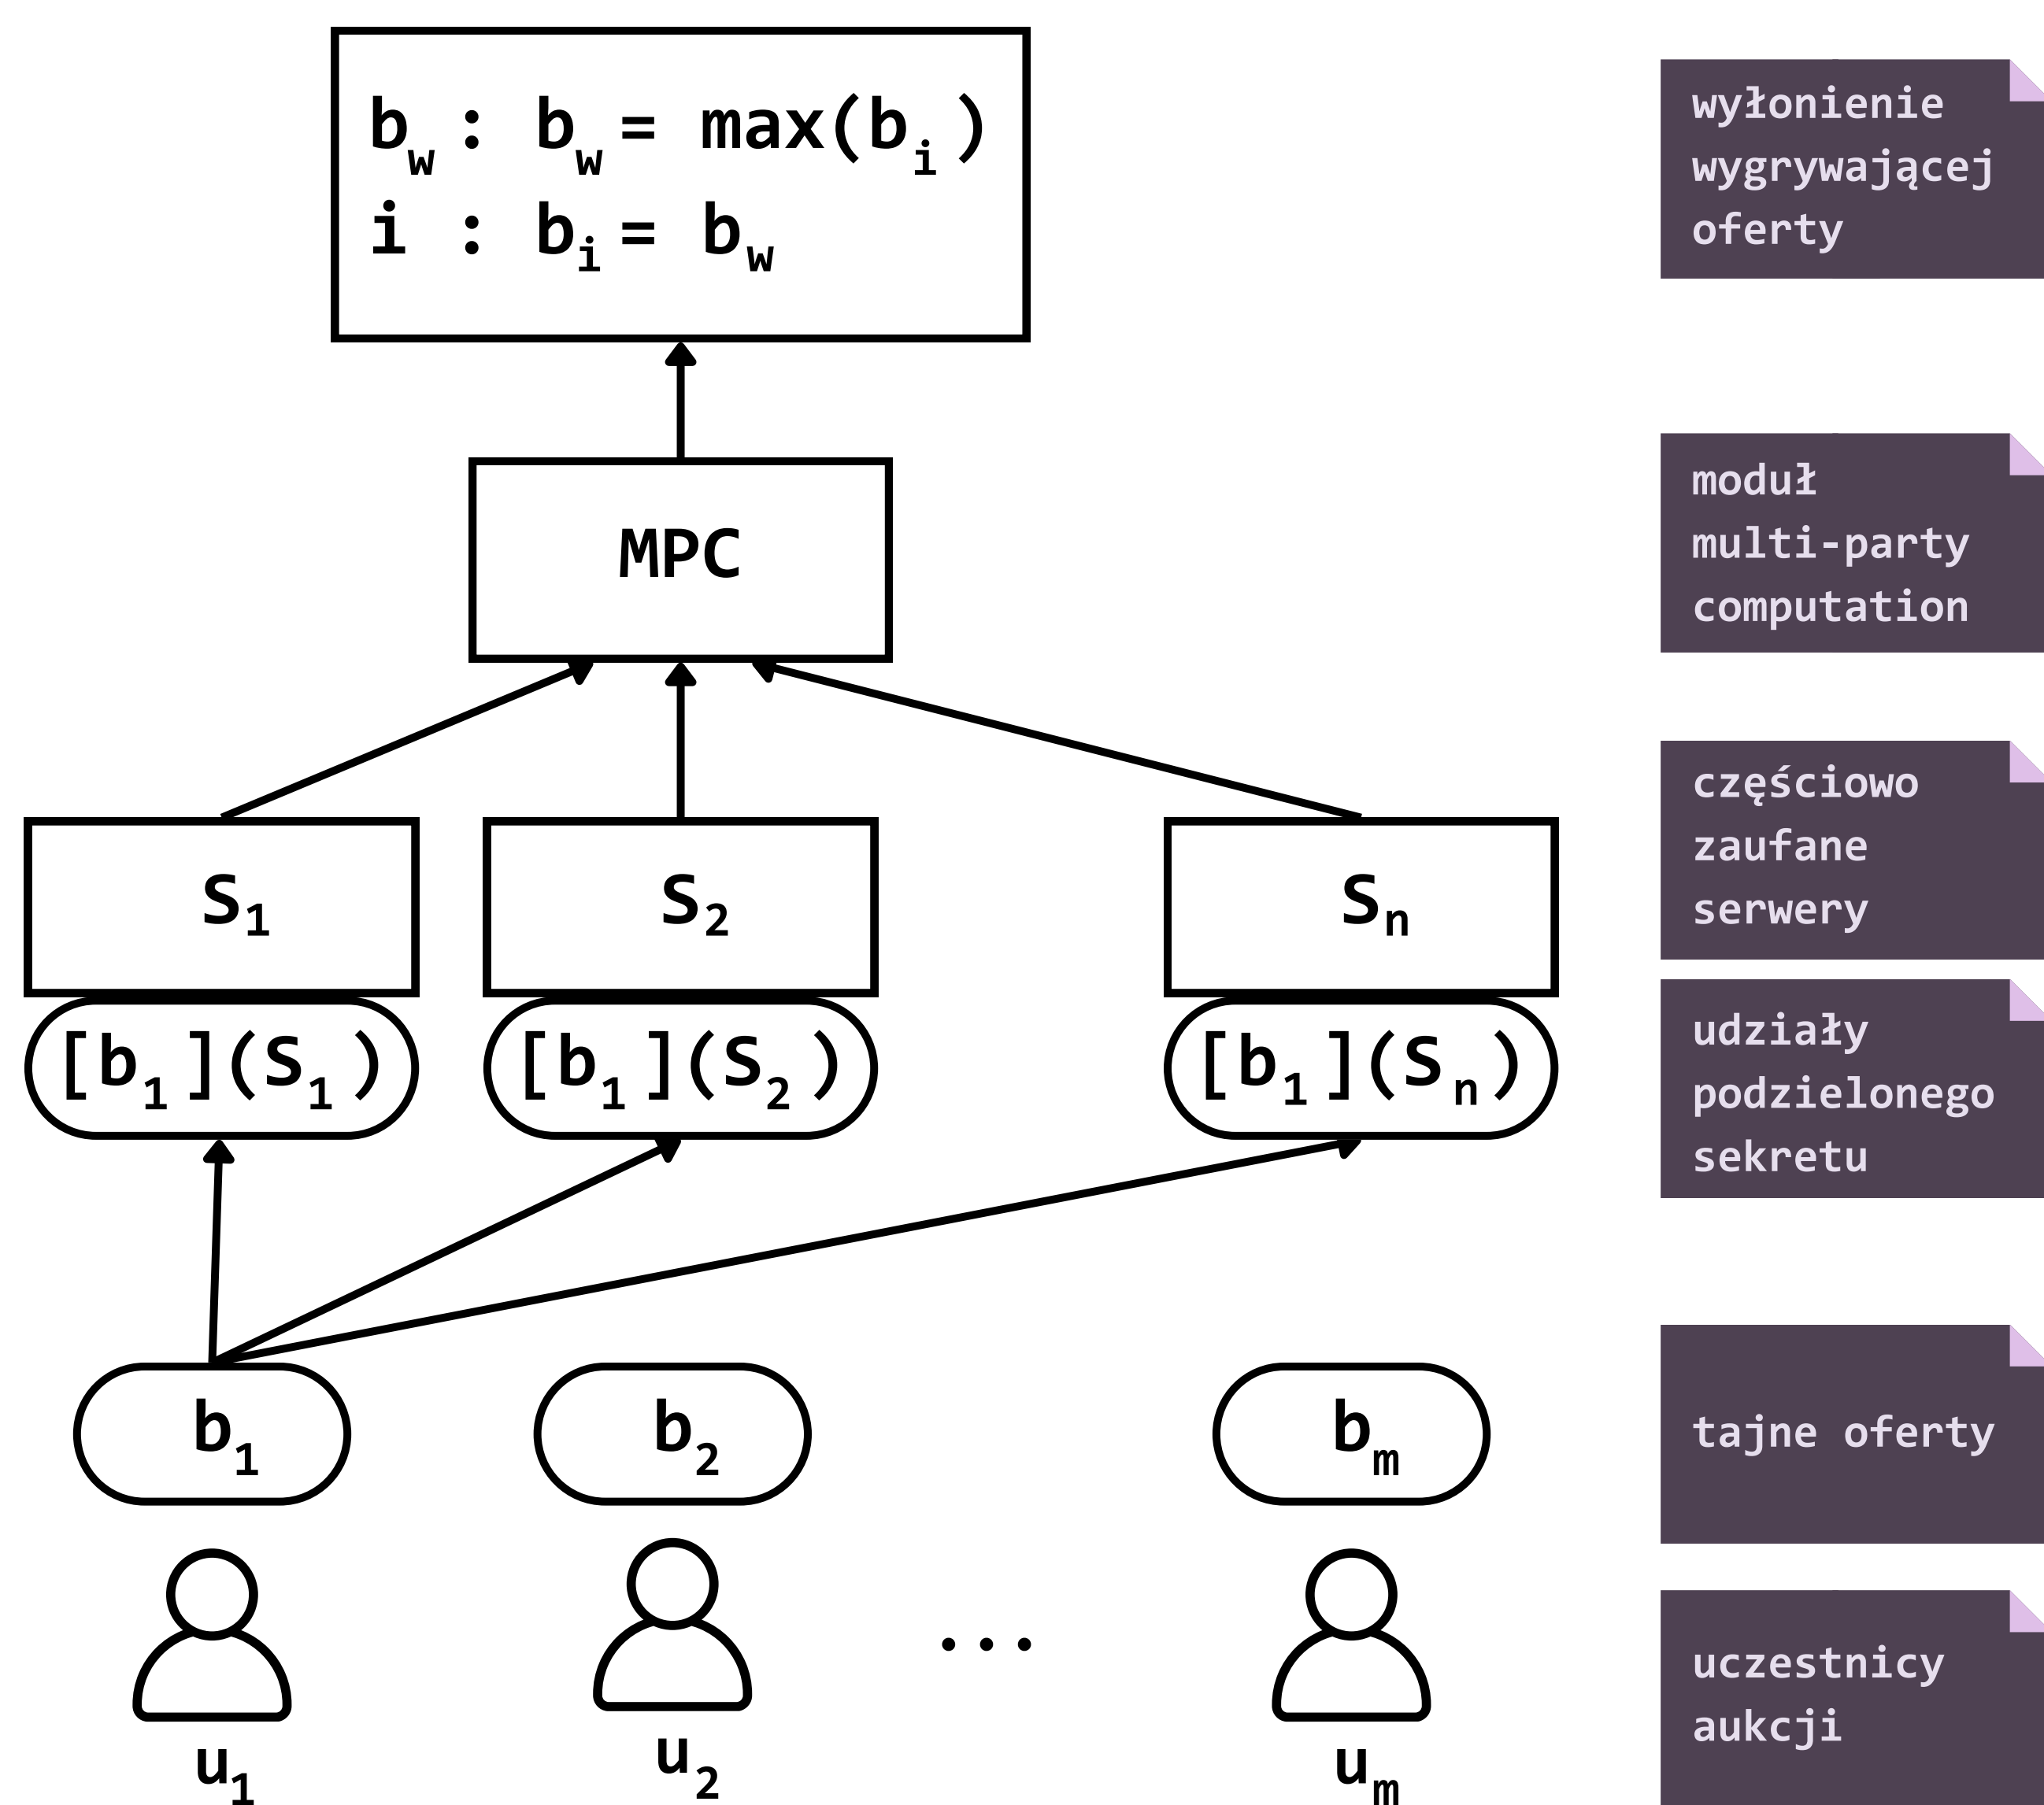 b_w : b_w = max(b_i)
i : b_i = b_w
wyłonienie
wygrywającej
oferty
MPC
moduł
multi-party
computation
S_1
S_2
S_n
częściowo
zaufane
serwery
[b_1](S_1)
[b_1](S_2)
[b_1](S_n)
udziały
podzielonego
sekretu
b_1
b_2
b_m
tajne oferty
...
uczestnicy
aukcji
u_1
u_2
u_m